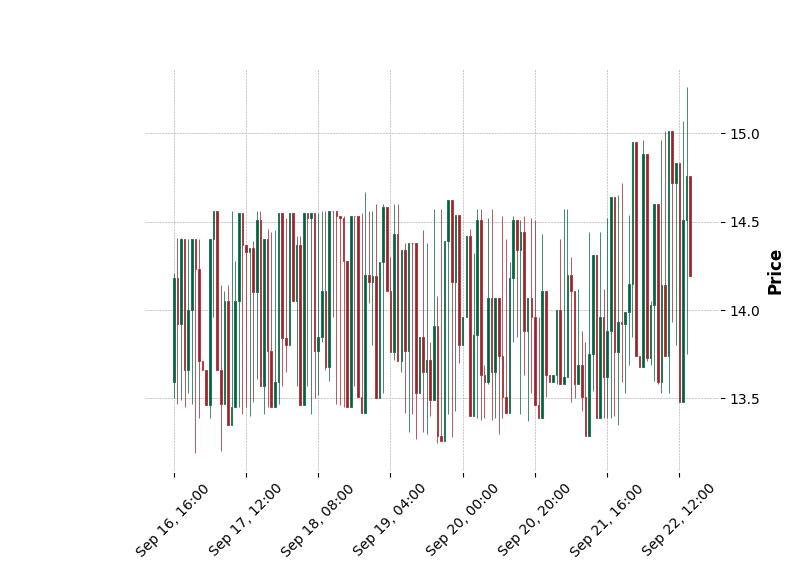 15.0
14.5
14.0
13.5
Price
Sep 16, 16:00
Sep 17, 12:00
Sep 18, 08:00
Sep 19, 04:00
Sep 20, 00:00
Sep 20, 20:00
Sep 21, 16:00
Sep 22, 12:00